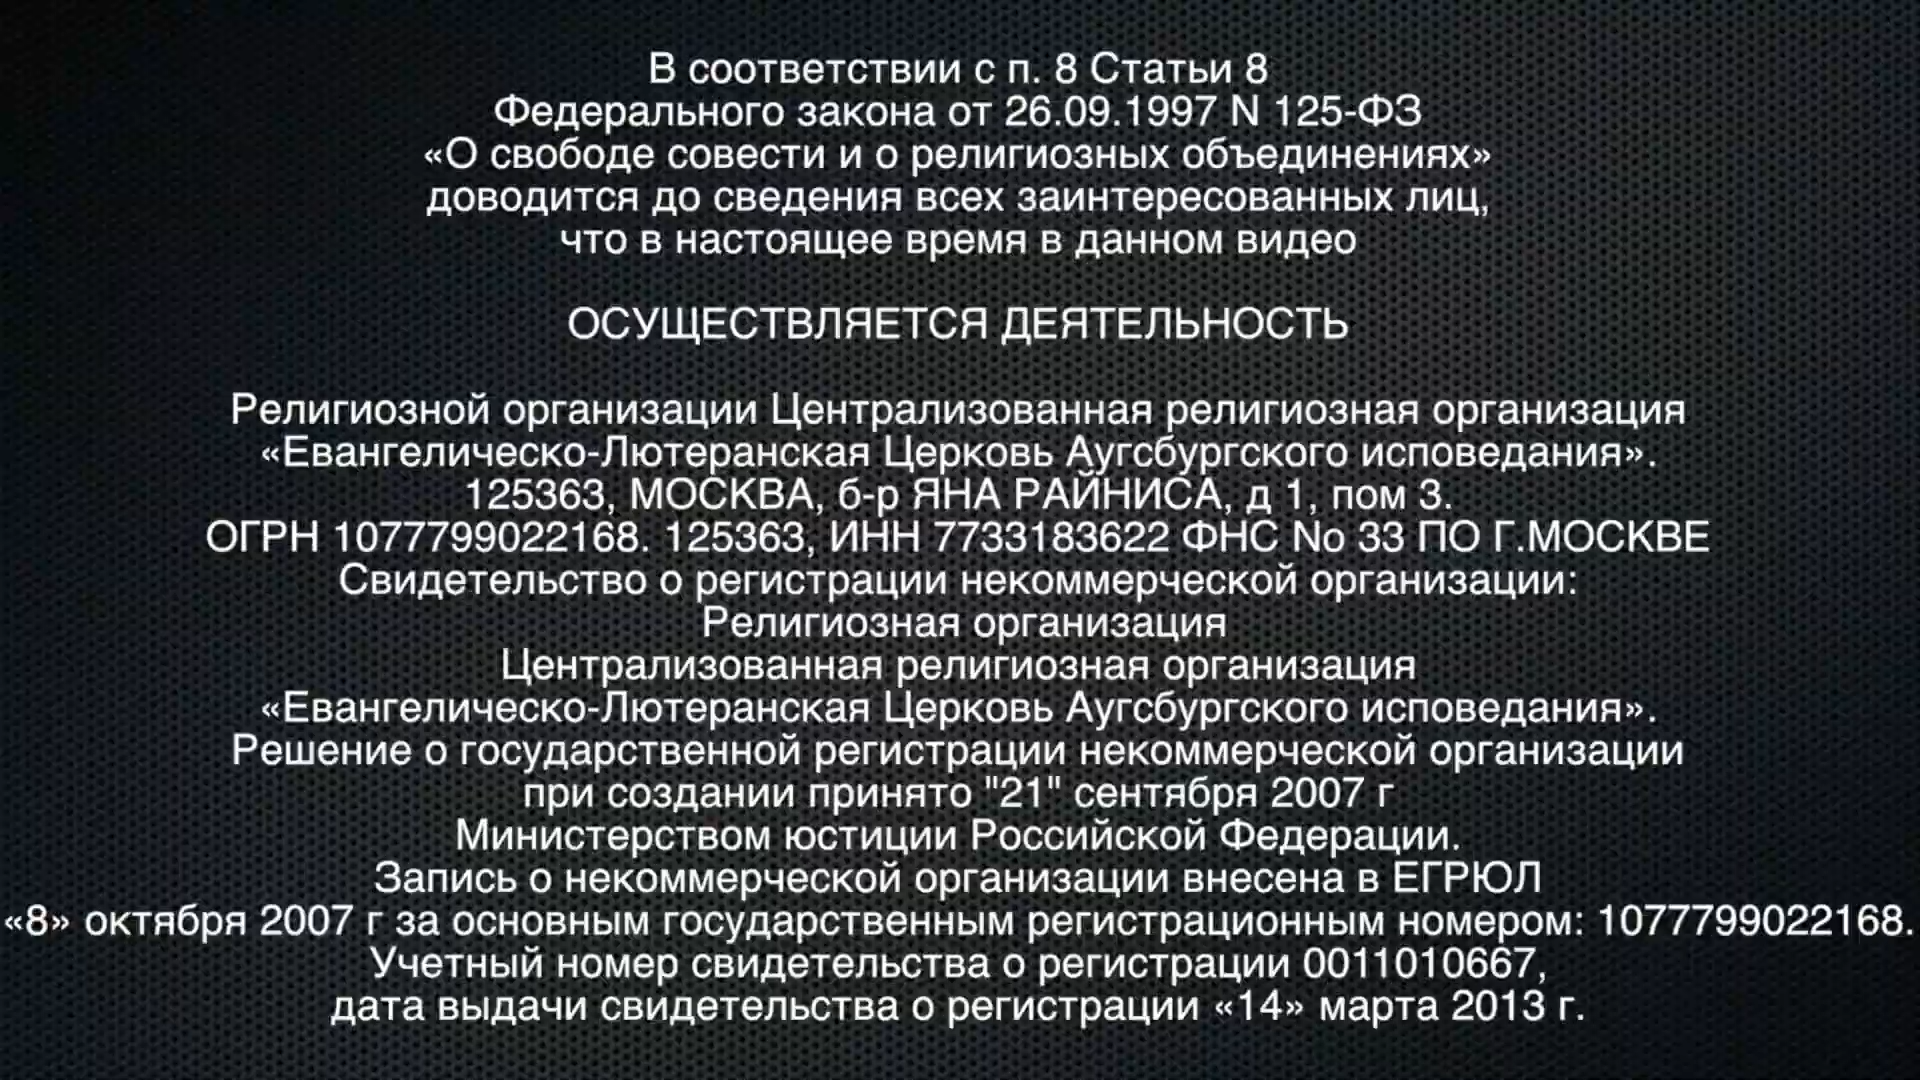 В соответствии с п. 8 Статьи 8
Федерального закона от 26.09.1997 N 125-ФЗ
«О свободе совести и о религиозных объединениях»
доводится до сведения всех заинтересованных лиц,
что в настоящее время в данном видео
ОСУЩЕСТВЛЯЕТСЯ ДЕЯТЕЛЬНОСТЬ
Религиозной организации Централизованная религиозная организация
«Евангелическо-Лютеранская Церковь Аугсбургского исповедания».
125363, МОСКВА, б-р ЯНА РАЙНИСА, д 1, пом 3.
ОГРН 1077799022168. 125363, ИНН 7733183622 ФНС No 33 ПО Г.МОСКВЕ
Свидетельство о регистрации некоммерческой организации:
Религиозная организация
Централизованная религиозная организация
«Евангелическо-Лютеранская Церковь Аугсбургского исповедания».
Решение о государственной регистрации некоммерческой организации
при создании принято "21" сентября 2007 г
Министерством юстиции Российской Федерации.
Запись о некоммерческой организации внесена в ЕГРЮЛ
«8» октября 2007 г за основным государственным регистрационным номером: 1077799022168.
Учетный номер свидетельства о регистрации 0011010667,
дата выдачи свидетельства о регистрации «14» марта 2013 г.